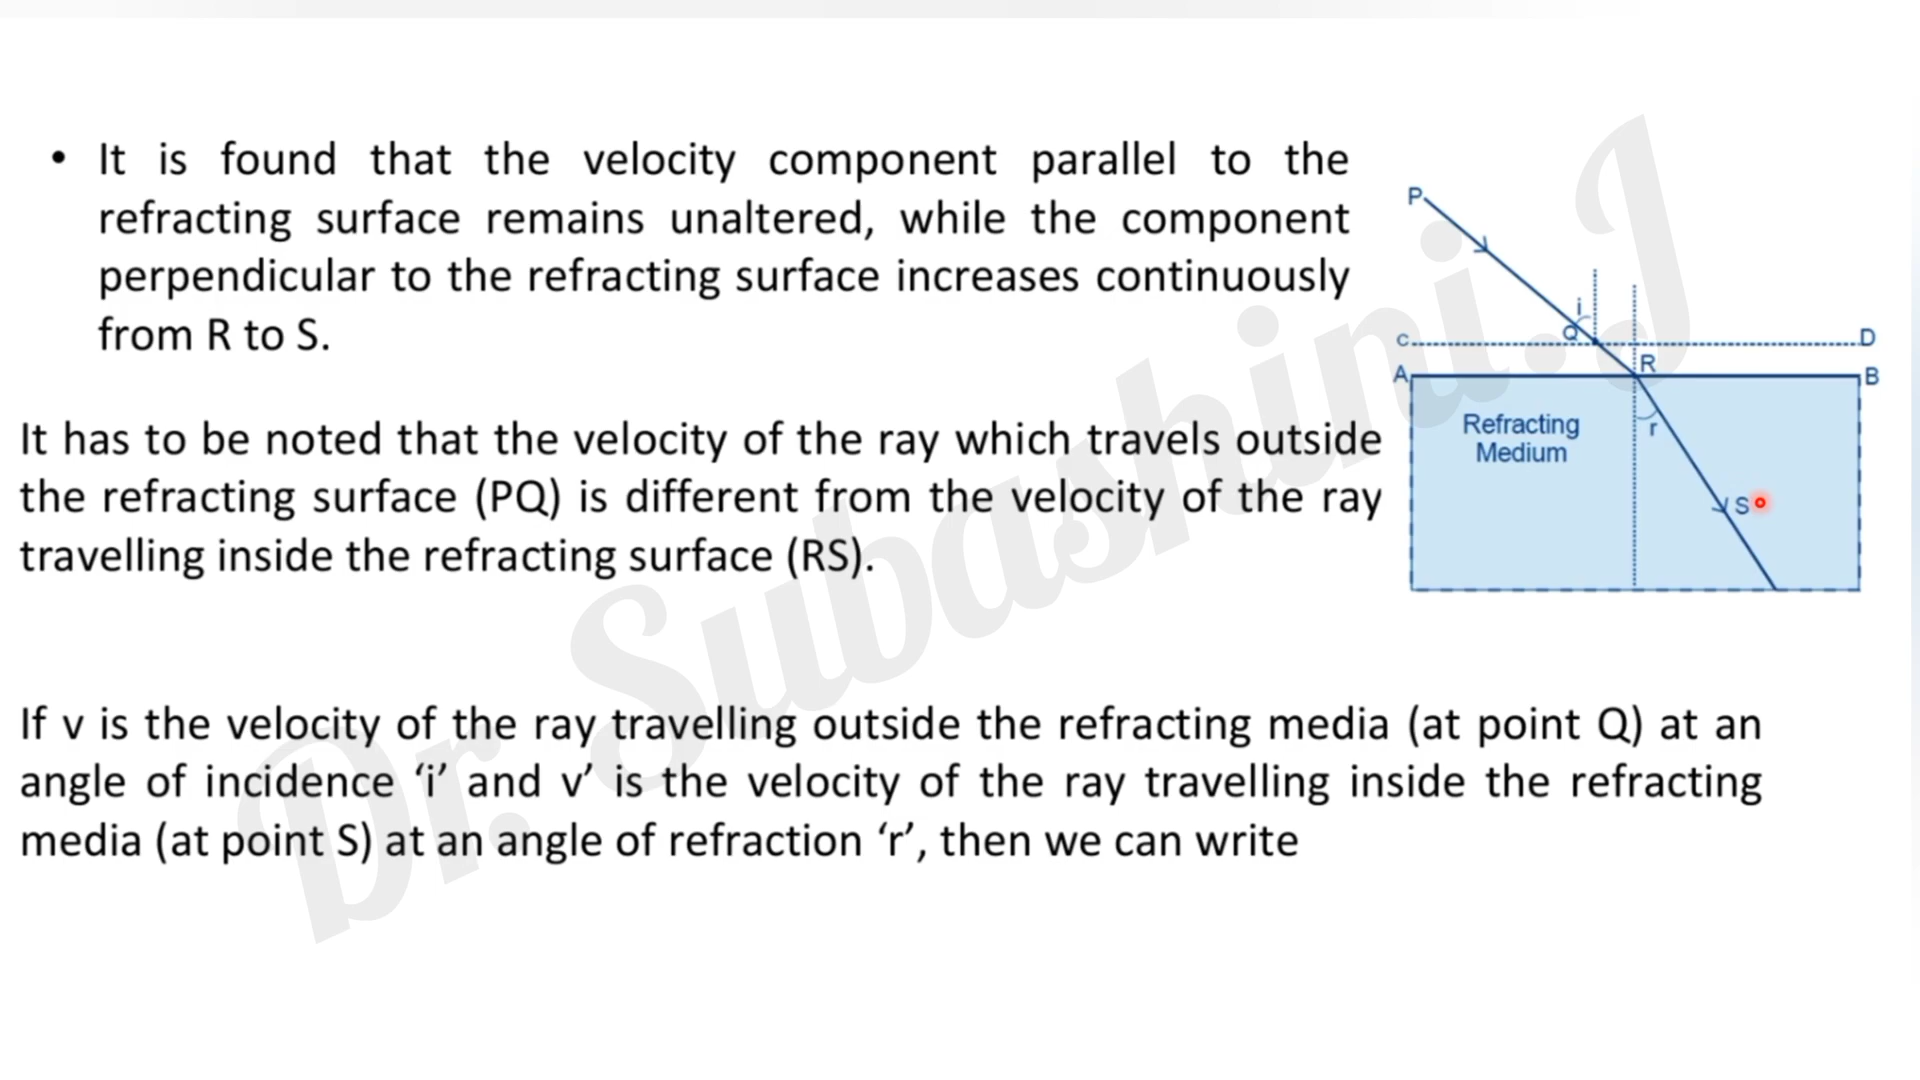 • It is found that the velocity component parallel to the
refracting surface remains unaltered, while the component
perpendicular to the refracting surface increases continuously
from R to S.
It has to be noted that the velocity of the ray which travels outside
the refracting surface (PQ) is different from the velocity of the ray
travelling inside the refracting surface (RS).
If v is the velocity of the ray travelling outside the refracting media (at point Q) at an
angle of incidence ‘i’ and v’ is the velocity of the ray travelling inside the refracting
media (at point S) at an angle of refraction ‘r’, then we can write
P
i
Q
C
D
R
A
B
Refracting
Medium
r
S
Dr. Subashini. J